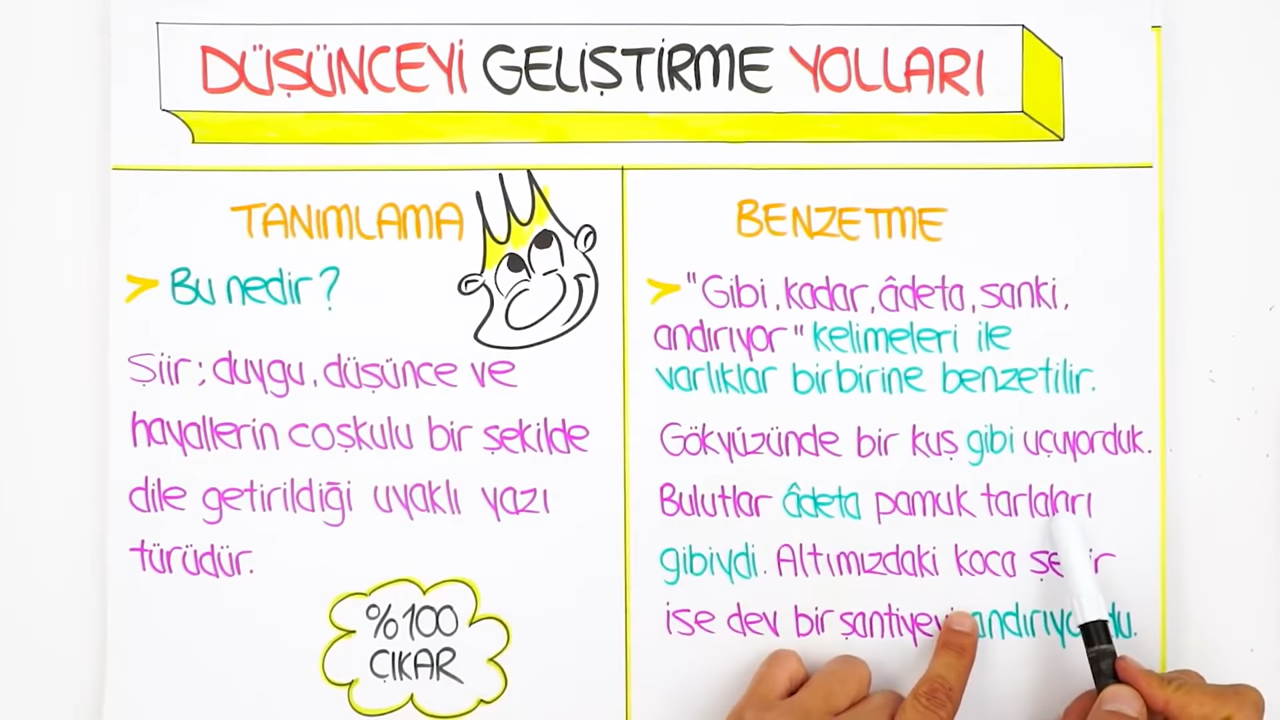 DÜŞÜNCEYİ GELİŞTİRME YOLLARI
TANIMLAMA
> Bu nedir?
Şiir; duygu, düşünce ve
hayallerin coşkulu bir şekilde
dile getirildiği uyaklı yazı
türüdür.
%100
ÇIKAR
BENZETME
> "Gibi, kadar, âdeta, sanki,
andırıyor" kelimeleri ile
varlıklar birbirine benzetilir.
Gökyüzünde bir kuş gibi uçuyorduk.
Bulutlar âdeta pamuk tarlaları
gibiydi. Altımızdaki koca
ise dev bir şantiyeyi andırıyordu.